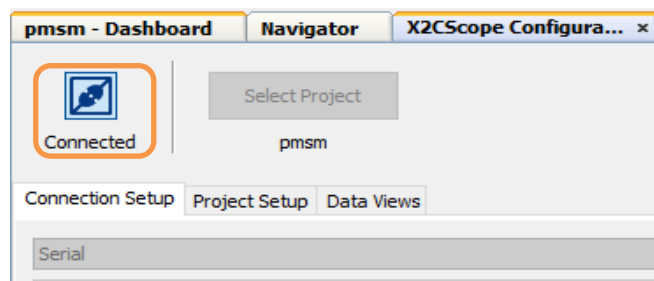 pmsm - Dashboard Navigator X2CScope Configura... ×
Select Project
Connected pmsm
Connection Setup Project Setup Data Views
Serial